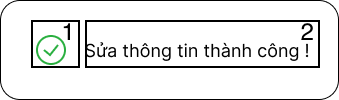 1 2
Sửa thông tin thành công !